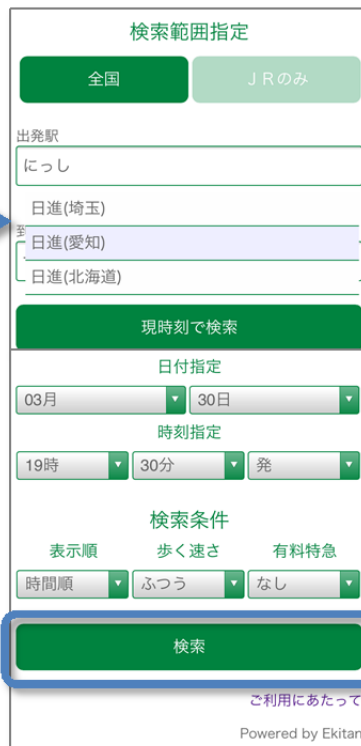 検索範囲指定
全国
JRのみ
出発駅
にっし
日進(埼玉)
日進(愛知)
日進(北海道)
現時刻で検索
日付指定
03月
30日
時刻指定
19時
30分
発
検索条件
表示順
歩く速さ
有料特急
時間順
ふつう
なし
検索
ご利用にあたって
Powered by Ekitan